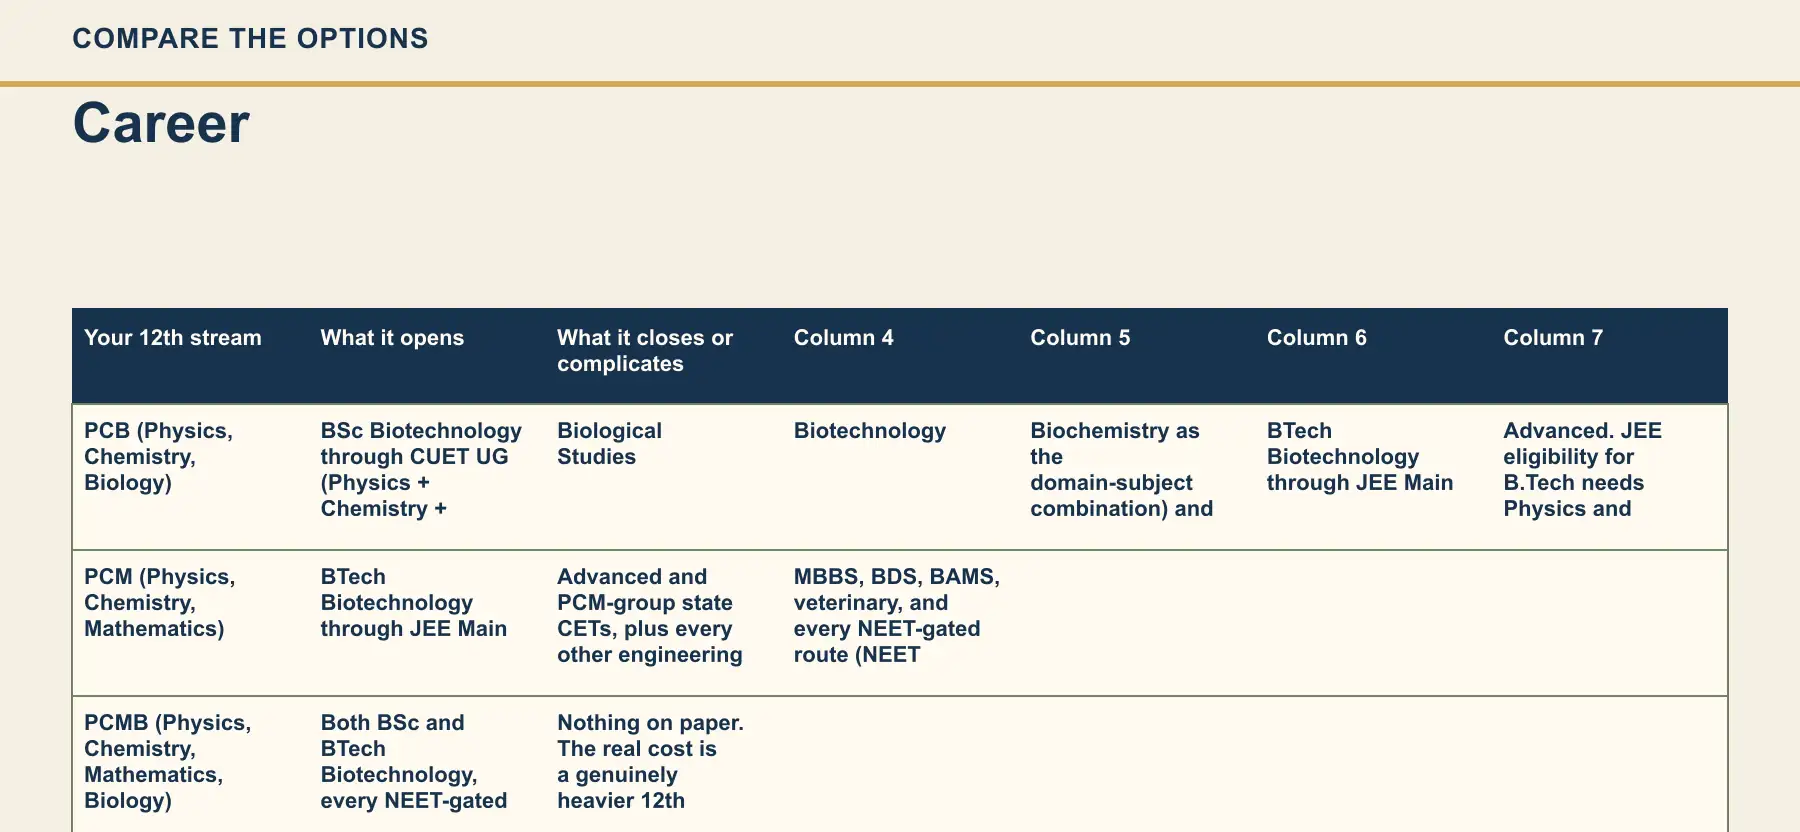 COMPARE THE OPTIONS
Career
Your 12th stream
What it opens
What it closes or
complicates
Column 4
Column 5
Column 6
Column 7
PCB (Physics,
Chemistry,
Biology)
BSc Biotechnology
through CUET UG
(Physics +
Chemistry +
Biological
Studies
Biotechnology
Biochemistry as
the
domain-subject
combination) and
BTech
Biotechnology
through JEE Main
Advanced. JEE
eligibility for
B.Tech needs
Physics and
PCM (Physics,
Chemistry,
Mathematics)
BTech
Biotechnology
through JEE Main
Advanced and
PCM-group state
CETs, plus every
other engineering
MBBS, BDS, BAMS,
veterinary, and
every NEET-gated
route (NEET
PCMB (Physics,
Chemistry,
Mathematics,
Biology)
Both BSc and
BTech
Biotechnology,
every NEET-gated
Nothing on paper.
The real cost is
a genuinely
heavier 12th